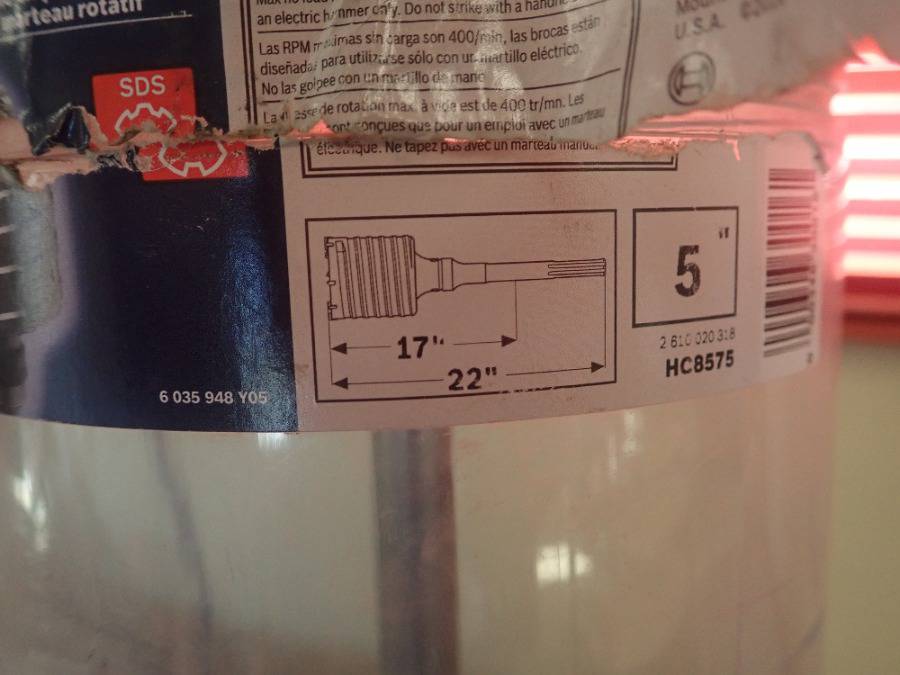 marteau rotatif
SDS
an electric hammer only. Do not strike with a
Las RPM máximas sin carga son 400/min, las brocas están
diseñadas para utilizarse sólo con un martillo eléctrico.
No las golpee con un martillo de mano
La vitesse de rotation max. à vide est de 400 tr/mn. Les
sont conçues que pour un emploi avec un marteau
électrique. Ne tapez pas avec un marteau manuel.
U.S.A.
17"
22"
5"
2 610 020 318
HC8575
6 035 948 Y05